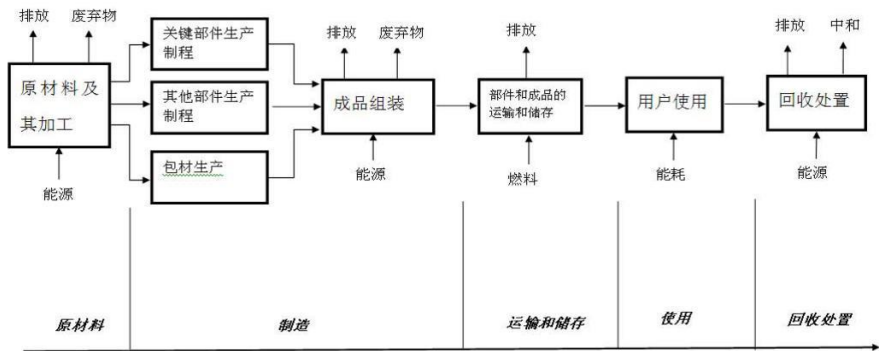 排放
废弃物
关键部件生产
制程
排放
废弃物
排放
排放
中和
原材料及
其加工
其他部件生产
制程
成品组装
部件和成品的
运输和储存
用户使用
回收处置
包材生产
能源
能源
燃料
能耗
能源
原材料
制造
运输和储存
使用
回收处置